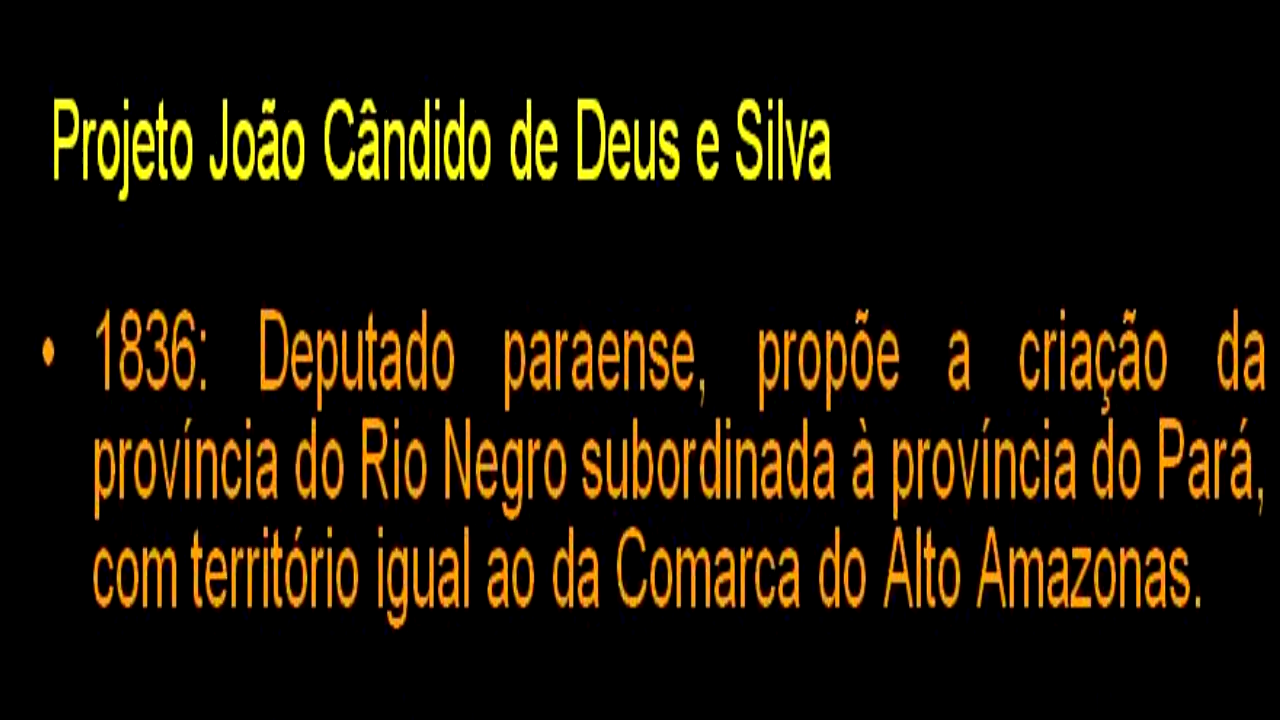 Projeto João Cândido de Deus e Silva
• 1836: Deputado paraense, propõe a criação da
província do Rio Negro subordinada à província do Pará,
com território igual ao da Comarca do Alto Amazonas.